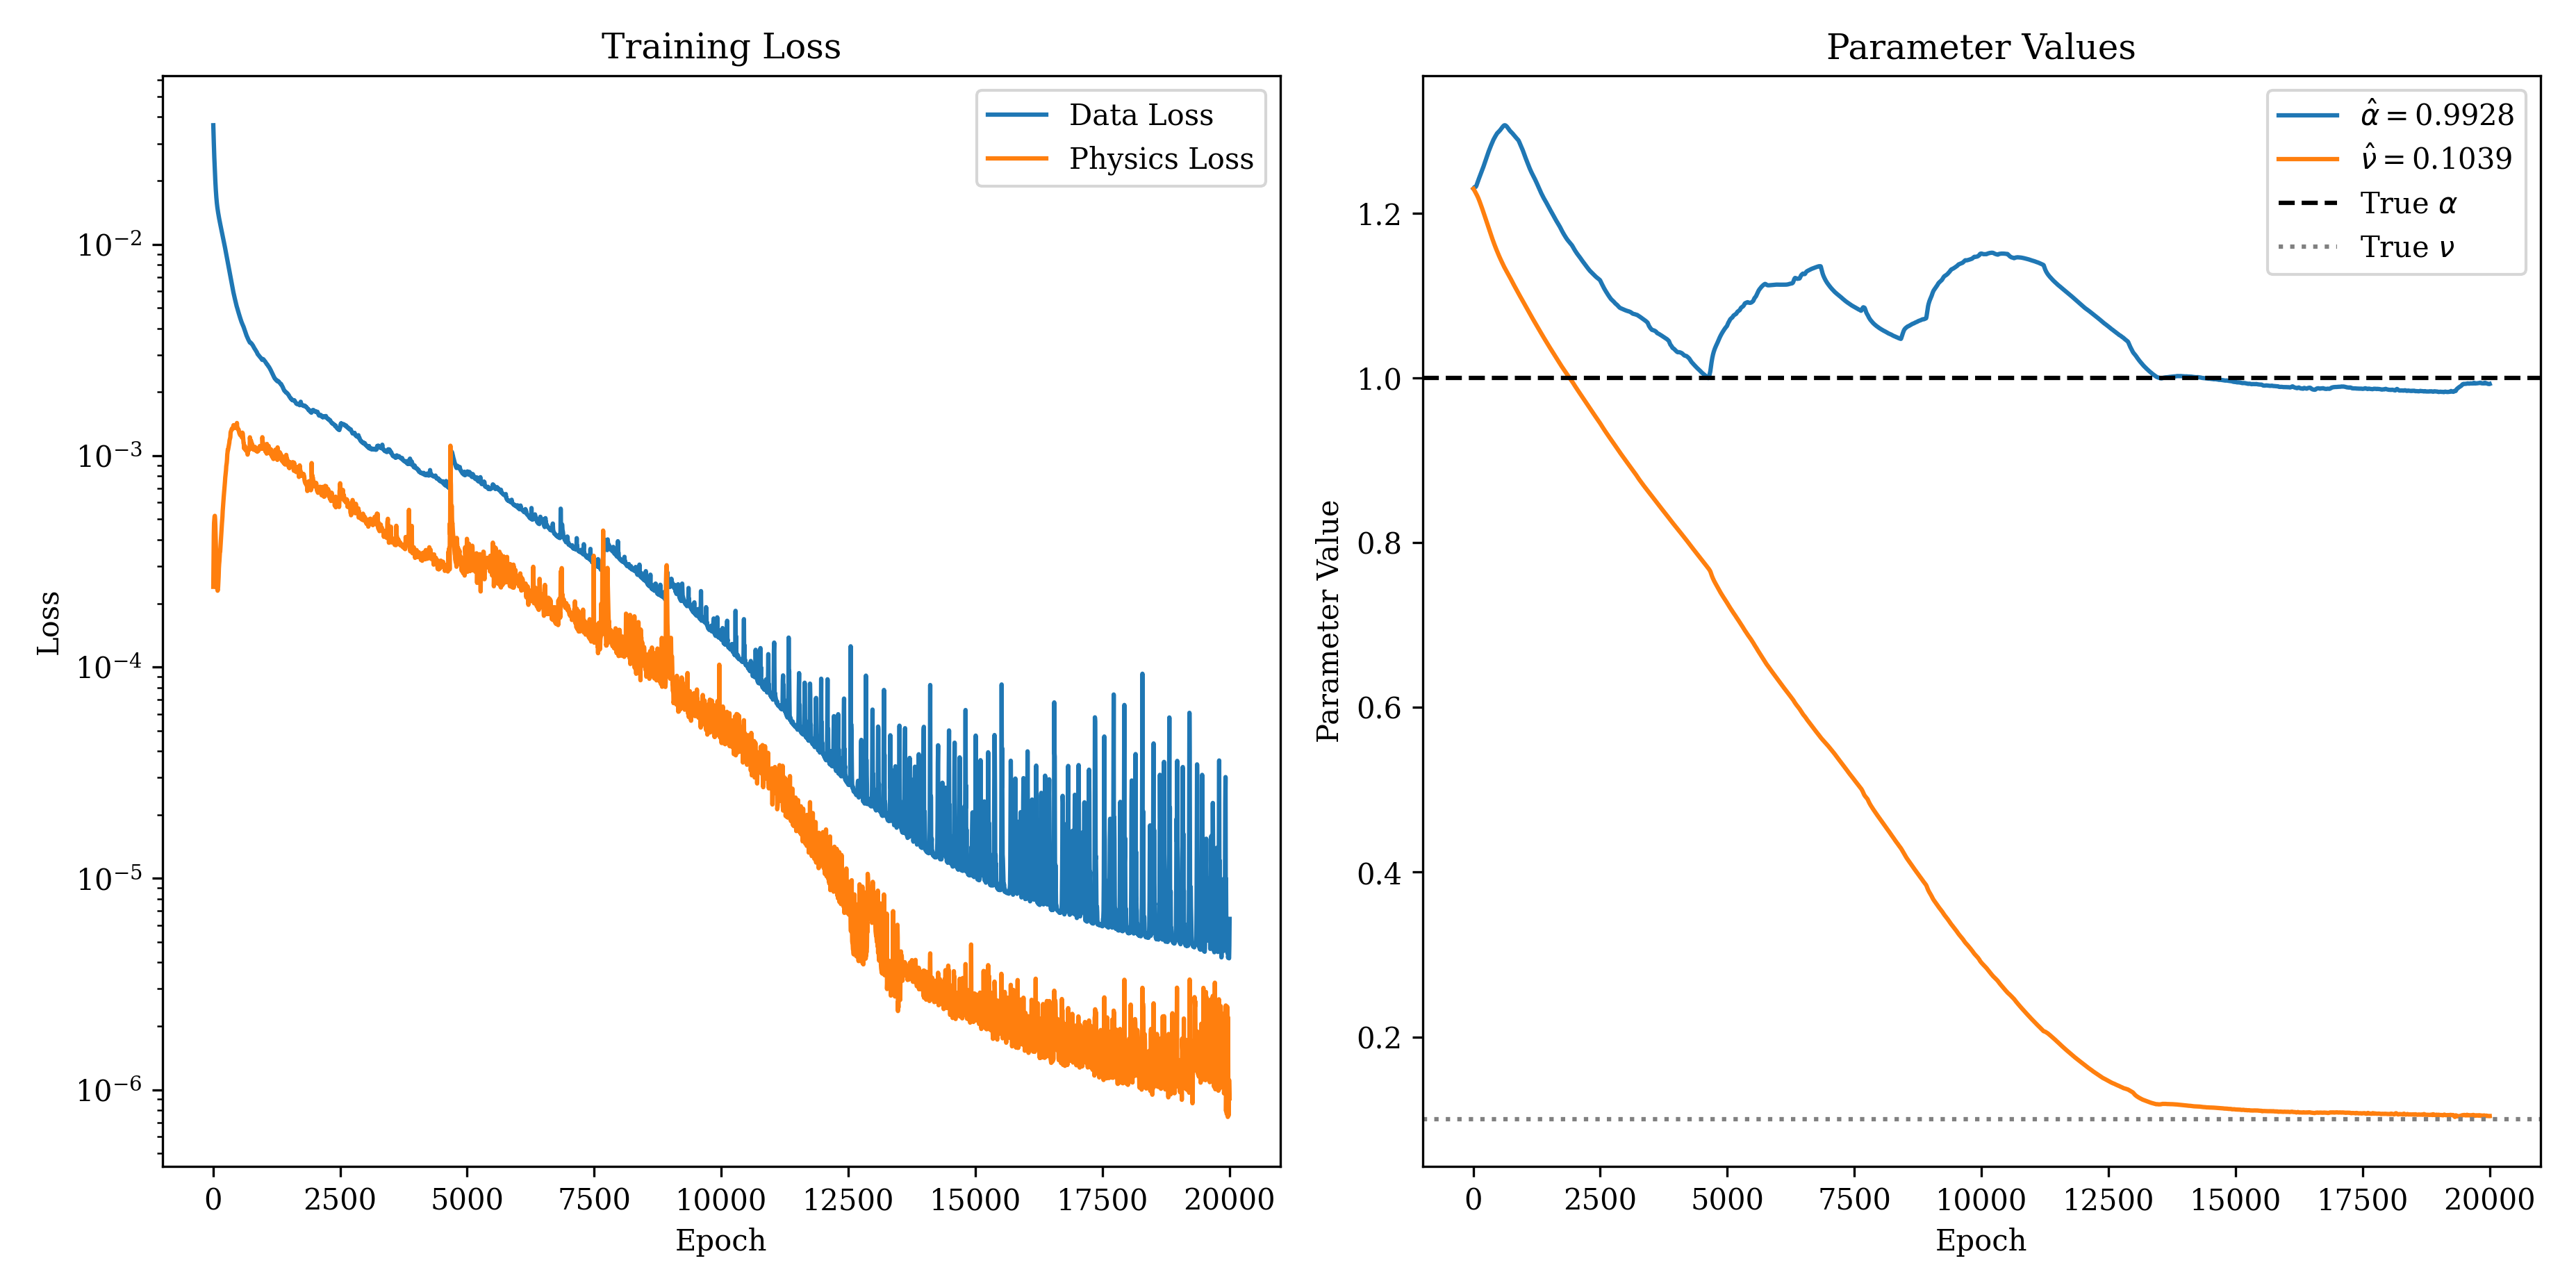 Training Loss
Data Loss
Physics Loss
10⁻²
10⁻³
10⁻⁴
10⁻⁵
10⁻⁶
Loss
0 2500 5000 7500 10000 12500 15000 17500 20000
Epoch
Parameter Values
α̂ = 0.9928
ν̂ = 0.1039
True α
True ν
1.2
1.0
0.8
0.6
0.4
0.2
Parameter Value
0 2500 5000 7500 10000 12500 15000 17500 20000
Epoch